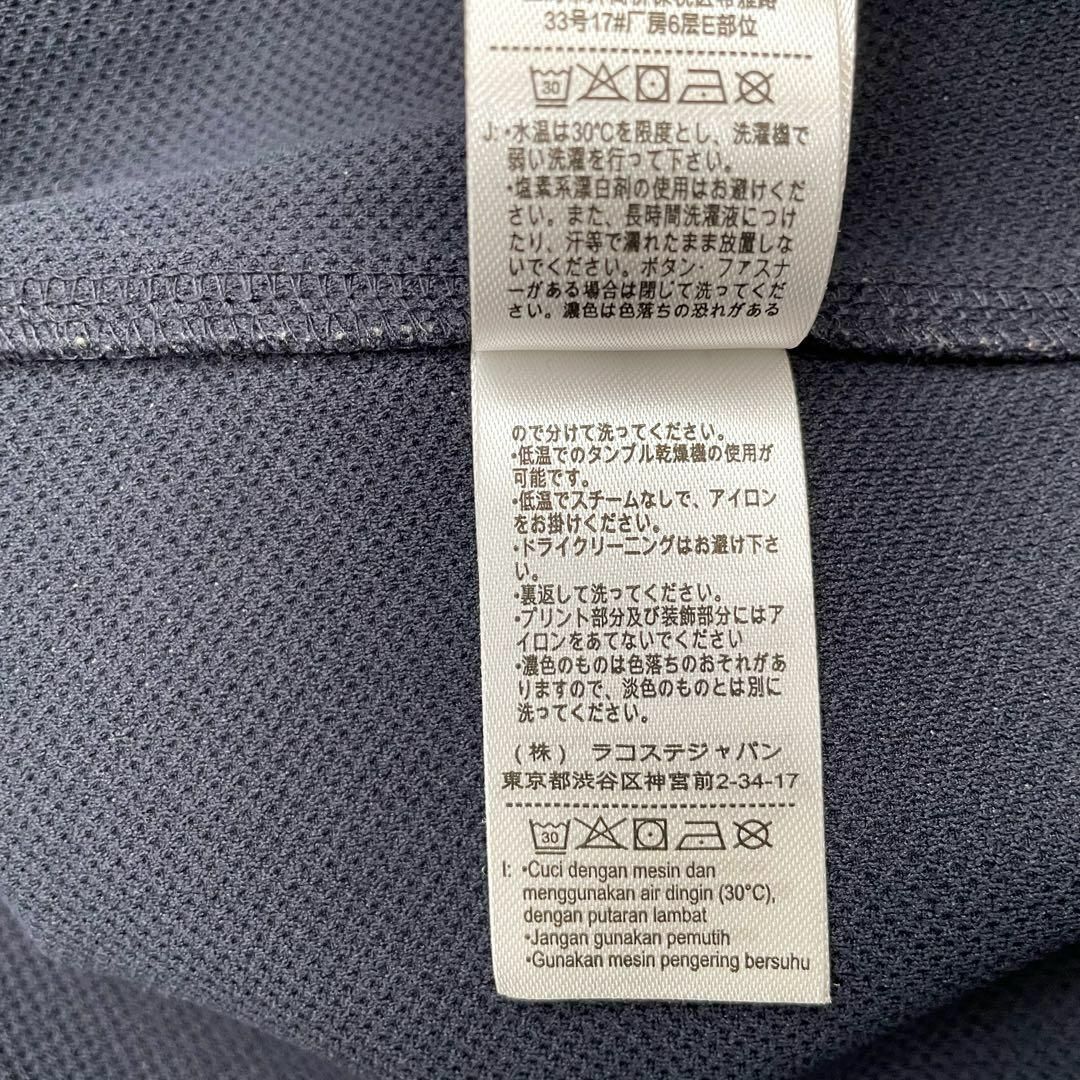 33号17#厂房6层E部位
30
J: •水温は30°Cを限度とし、洗濯機で
弱い洗濯を行って下さい。
•塩素系漂白剤の使用はお避けくだ
さい。また、長時間洗濯液につけ
たり、汗等で濡れたまま放置しな
いでください。ボタン・ファスナ
ーがある場合は閉じて洗ってくだ
さい。濃色は色落ちの恐れがある
ので分けて洗ってください。
•低温でのタンブル乾燥機の使用が
可能です。
•低温でスチームなしで、アイロン
をお掛けください。
•ドライクリーニングはお避け下さ
い。
•裏返して洗ってください。
•プリント部分及び装飾部分にはア
イロンをあてないでください
•濃色のものは色落ちのおそれがあ
りますので、淡色のものとは別に
洗ってください。
(株) ラコステジャパン
東京都渋谷区神宮前2-34-17
30
I: •Cuci dengan mesin dan
menggunakan air dingin (30°C),
dengan putaran lambat
•Jangan gunakan pemutih
•Gunakan mesin pengering bersuhu